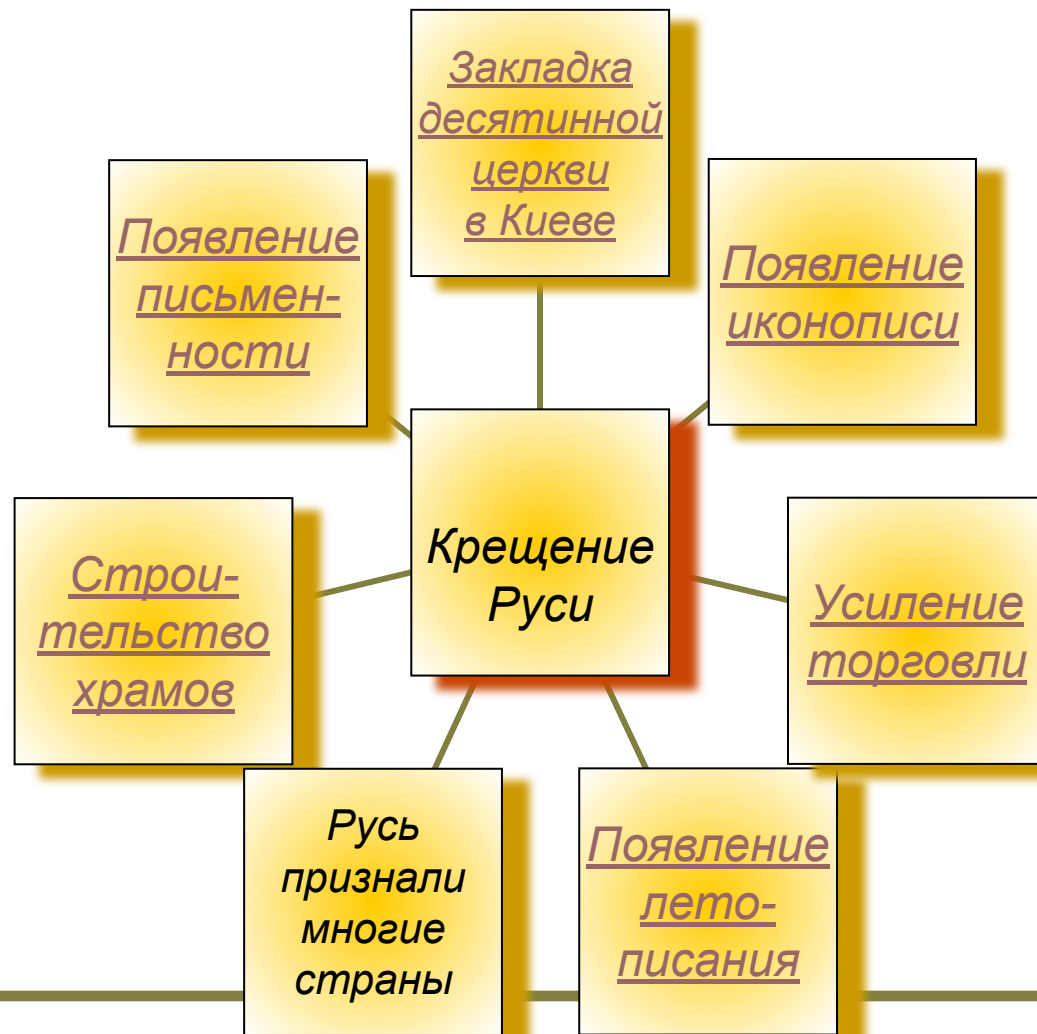 Закладка
десятинной
церкви
в Киеве
Появление
письмен-
ности
Появление
иконописи
Крещение
Руси
Строи-
тельство
храмов
Усиление
торговли
Русь
признали
многие
страны
Появление
лето-
писания